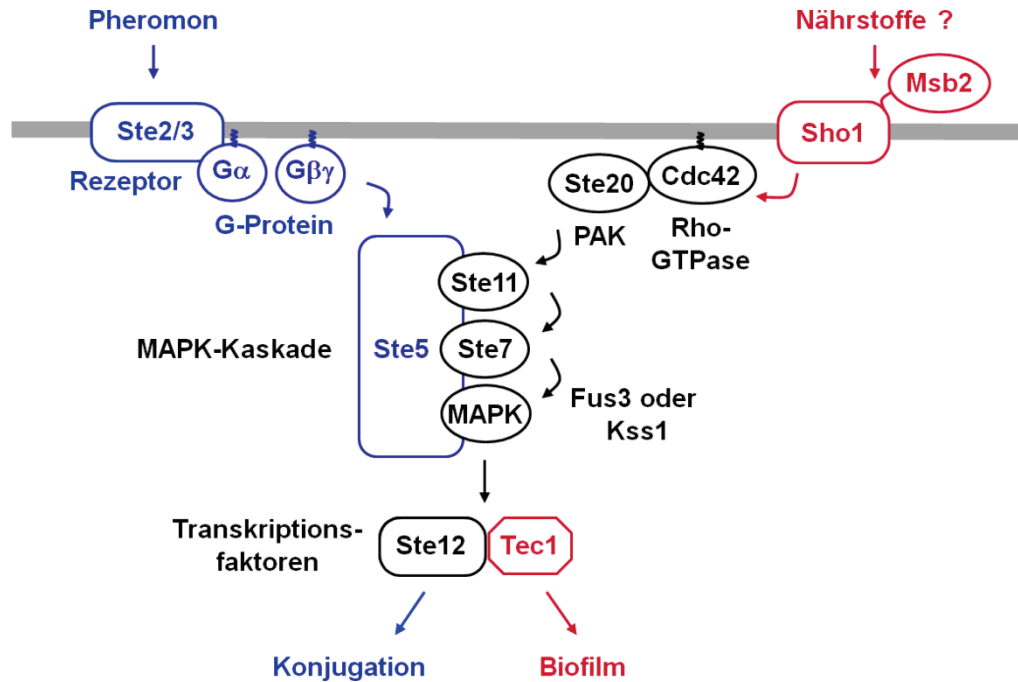 Pheromon
Nährstoffe ?
Msb2
Ste2/3
Sho1
Rezeptor
Gα
Gβγ
Ste20
Cdc42
G-Protein
PAK
Rho-
GTPase
Ste11
MAPK-Kaskade
Ste5
Ste7
MAPK
Fus3 oder
Kss1
Transkriptions-
faktoren
Ste12
Tec1
Konjugation
Biofilm